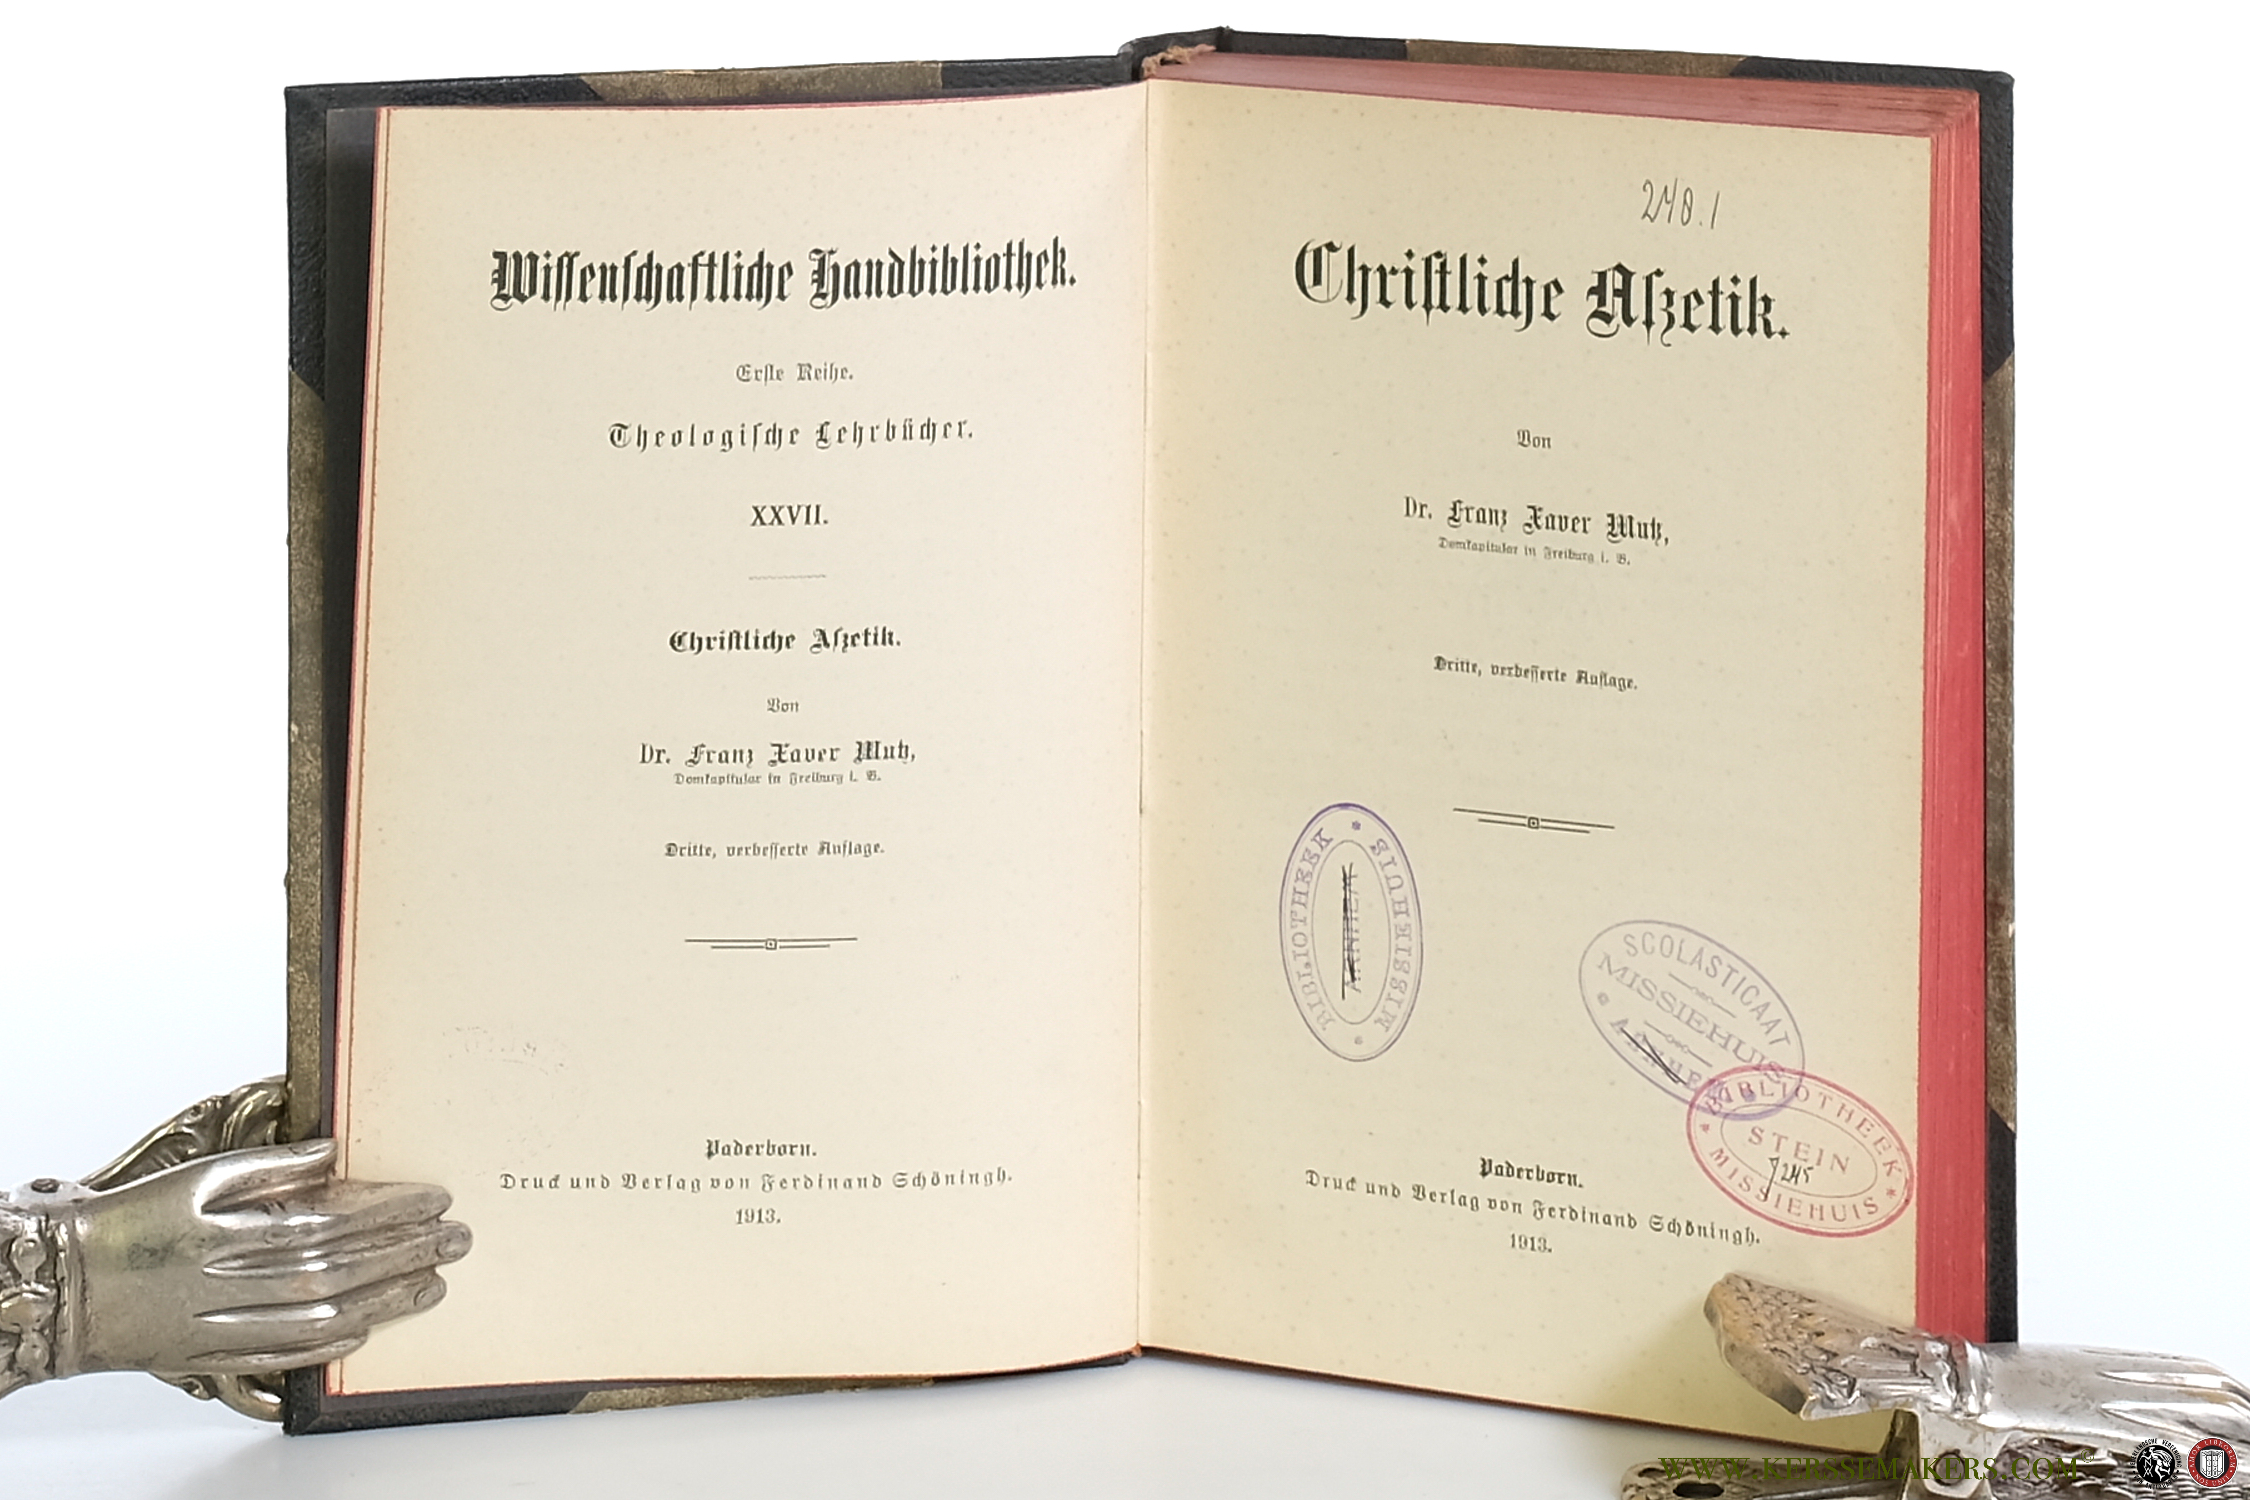 Wissenschaftliche Handbibliothek.
Erste Reihe.
Theologische Lehrbücher.
XXVII.
Christliche Aszetik.
Von
Dr. Franz Xaver Mutz,
Domkapitular in Freiburg i. B.
Dritte, verbesserte Auflage.
Paderborn.
Druck und Verlag von Ferdinand Schöningh.
1913.
248.1
Christliche Aszetik.
Von
Dr. Franz Xaver Mutz,
Domkapitular in Freiburg i. B.
Dritte, verbesserte Auflage.
BIBLIOTHEEK
MISSIEHUIS
ARNHEM
SCOLASTICAAT
MISSIEHUIS
ARNHEM
BIBLIOTHEEK
STEIN
MISSIEHUIS
Paderborn.
Druck und Verlag von Ferdinand Schöningh.
1913.
WWW.KERSSEMAKERS.COM